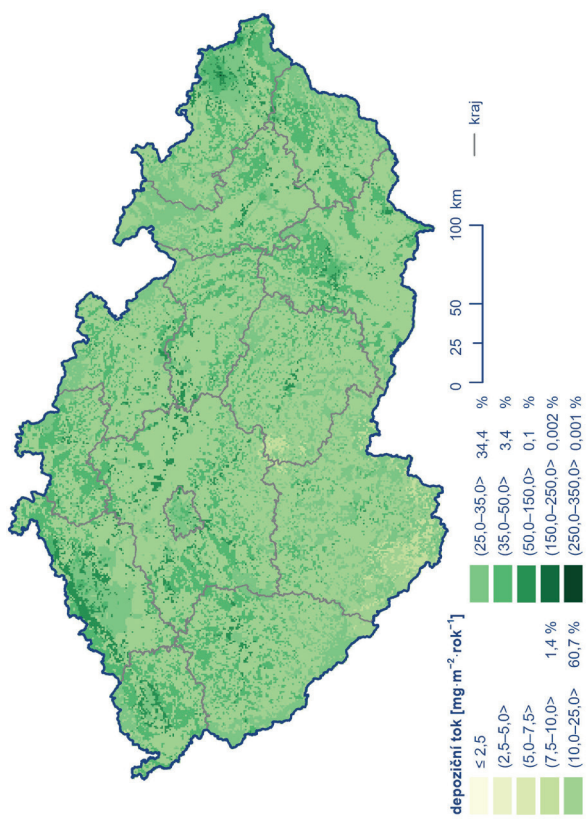 kraj
0 25 50 100 km
depoziční tok [mg·m⁻²·rok⁻¹]
≤ 2,5
(2,5–5,0>
(5,0–7,5>
(7,5–10,0> 1,4 %
(10,0–25,0> 60,7 %
(25,0–35,0> 34,4 %
(35,0–50,0> 3,4 %
(50,0–150,0> 0,1 %
(150,0–250,0> 0,002 %
(250,0–350,0> 0,001 %